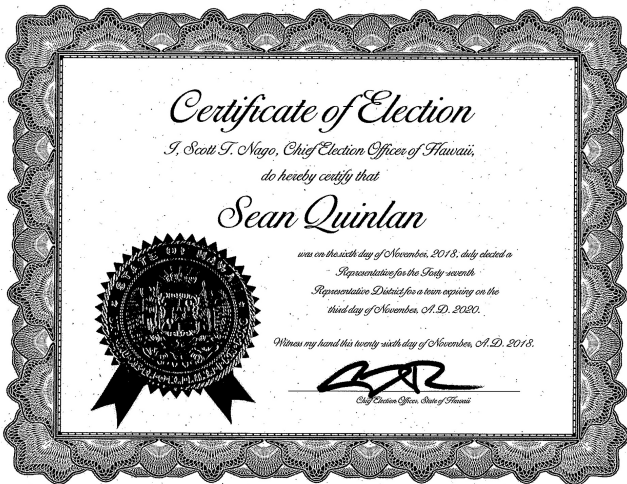 Certificate of Election
I, Scott T. Nago, Chief Election Officer of Hawaii,
do hereby certify that
Sean Quinlan
was on the sixth day of November, 2018, duly elected a
Representative for the Forty-seventh
Representative District for a term expiring on the
third day of November, A.D. 2020.
Witness my hand this twenty-sixth day of November, A.D. 2018.
Chief Election Officer, State of Hawaii
STATE OF HAWAII